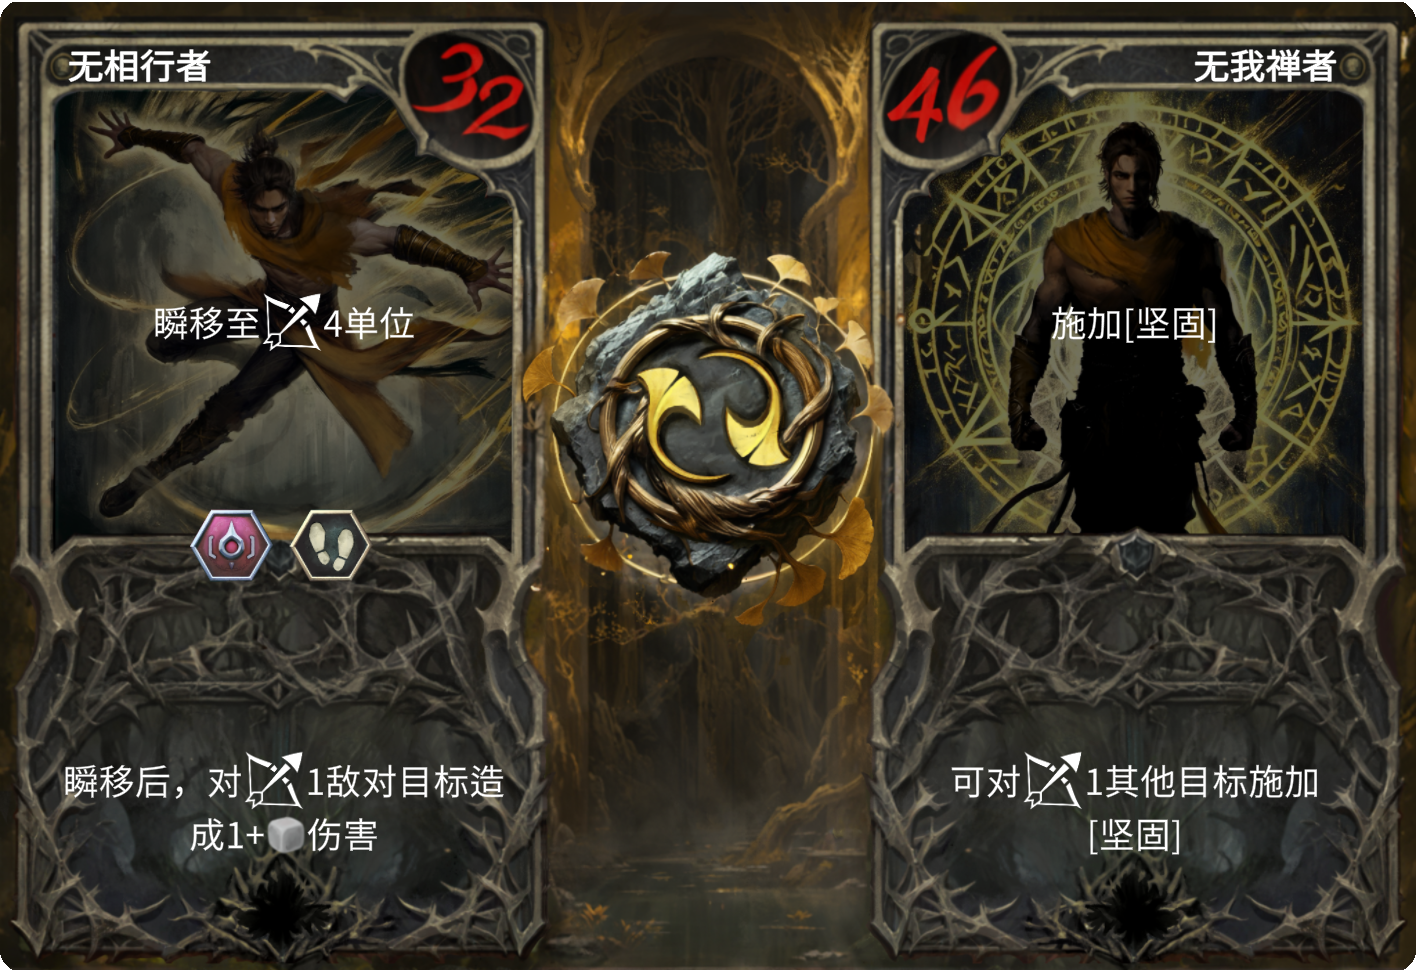 无相行者
32
瞬移至4单位
瞬移后，对1敌对目标造
成1+伤害
46
无我禅者
施加[坚固]
可对1其他目标施加
[坚固]